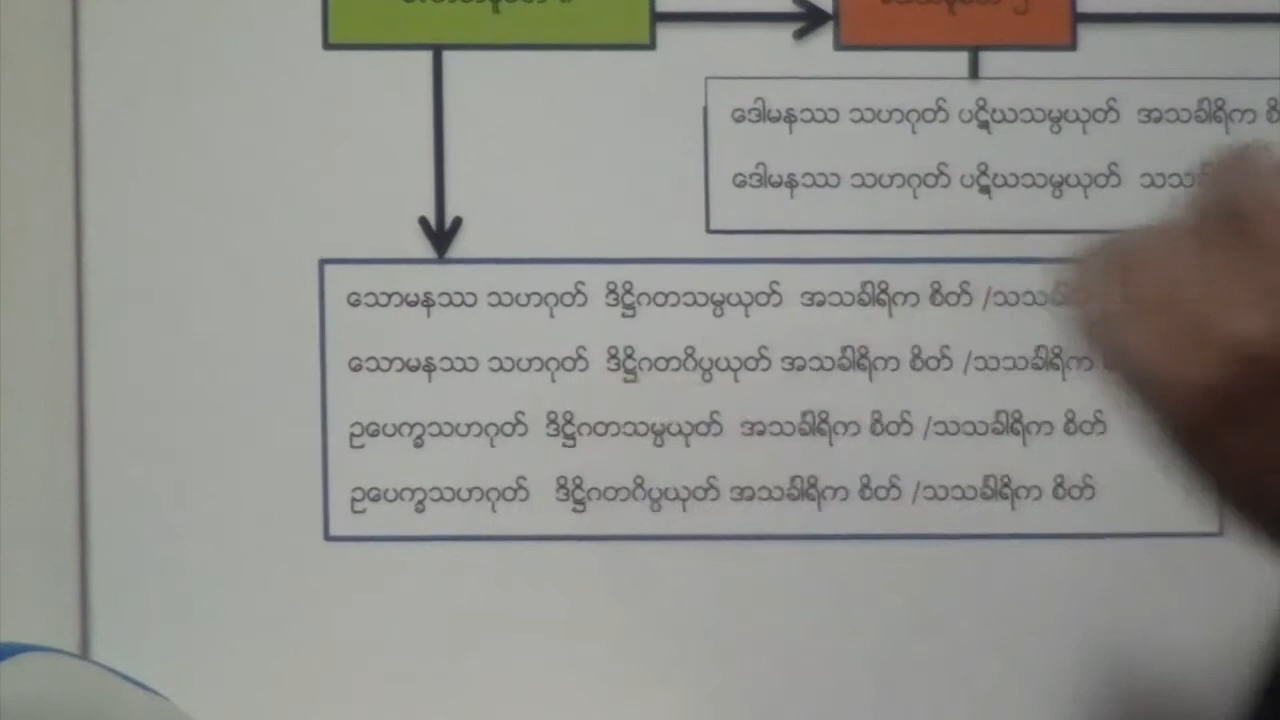 ဒေါမနဿ သဟဂုတ် ပဋိဃသမ္ပယုတ် အသင်္ခါရိက
ဒေါမနဿ သဟဂုတ် ပဋိဃသမ္ပယုတ်
သောမနဿ သဟဂုတ် ဒိဋ္ဌိဂတသမ္ပယုတ် အသင်္ခါရိက စိတ် /
သောမနဿ သဟဂုတ် ဒိဋ္ဌိဂတဂိပ္ပယုတ် အသင်္ခါရိက စိတ် /သသင်္ခါရိက
ဥပေက္ခသဟဂုတ် ဒိဋ္ဌိဂတသမ္ပယုတ် အသင်္ခါရိက စိတ် /သသင်္ခါရိက စိတ်
ဥပေက္ခသဟဂုတ် ဒိဋ္ဌိဂတဂိပ္ပယုတ် အသင်္ခါရိက စိတ် /သသင်္ခါရိက စိတ်